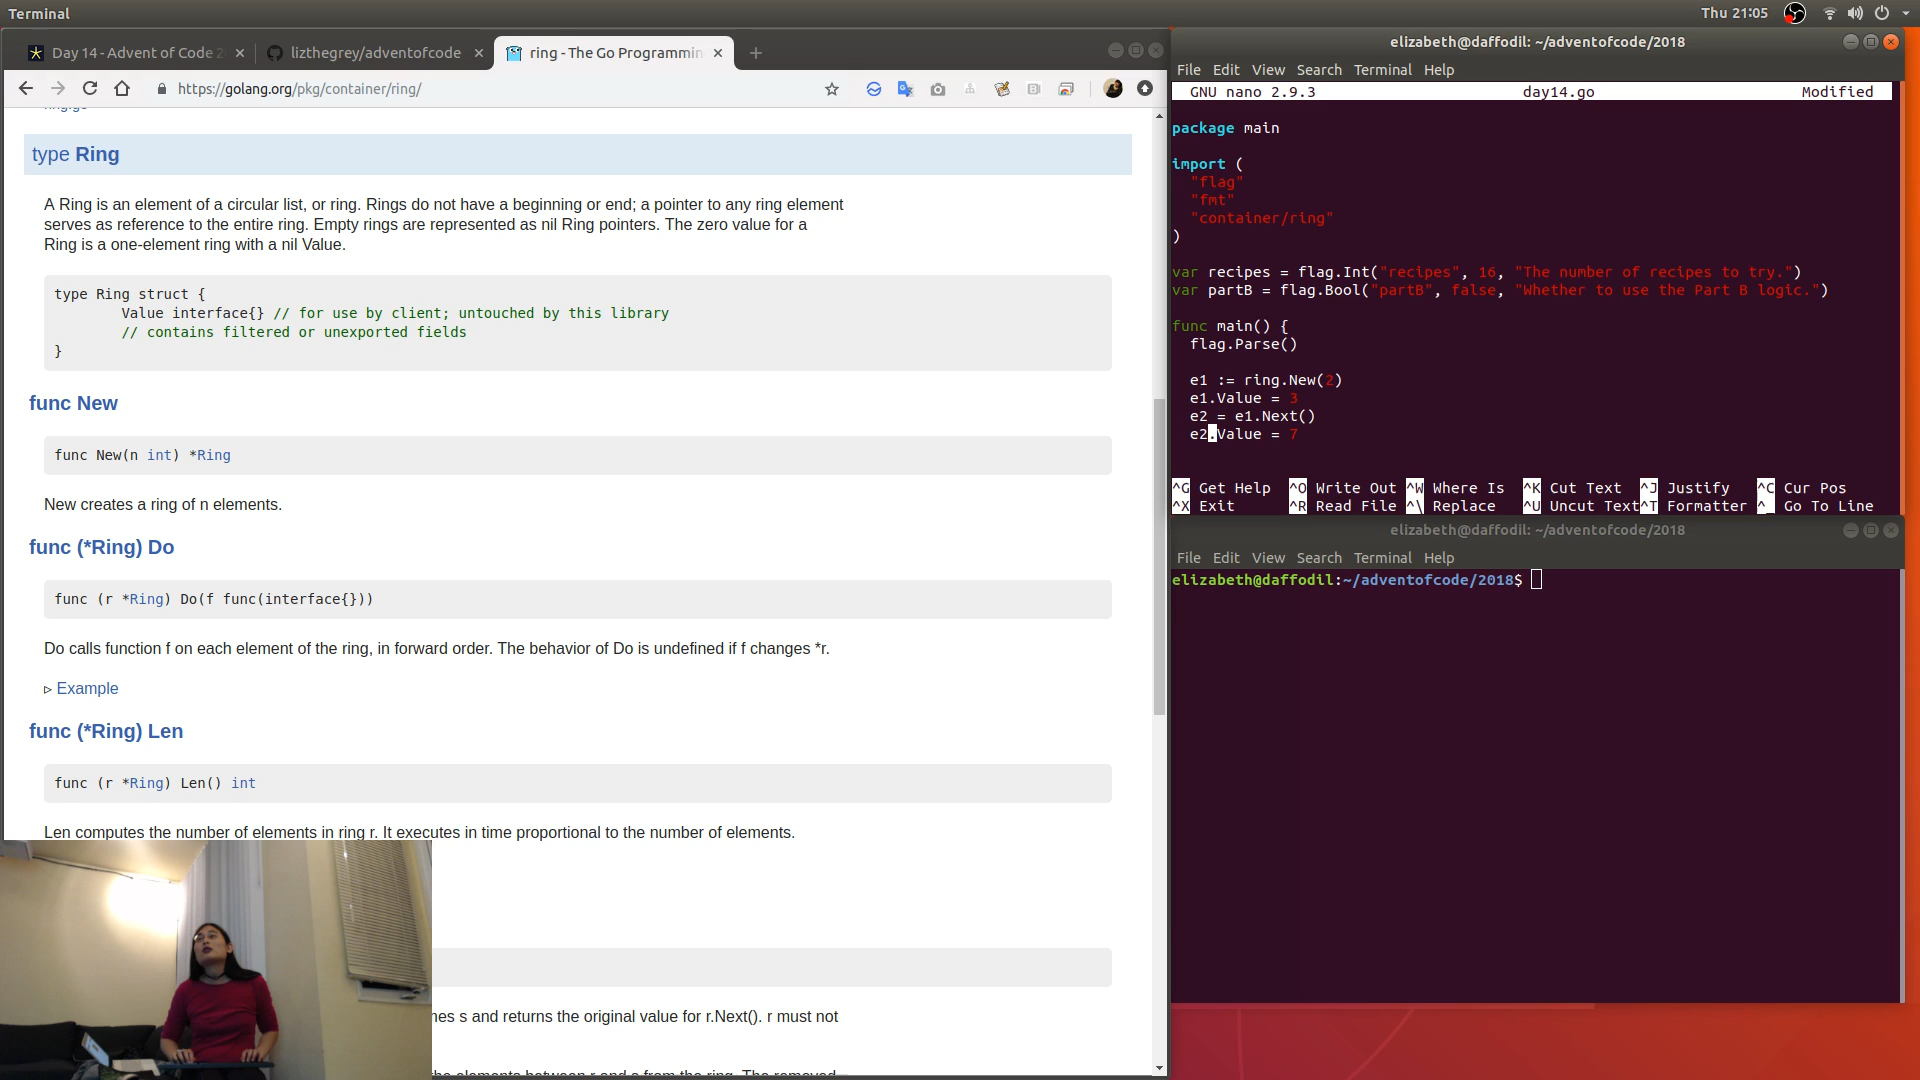 Terminal
Thu 21:05
Day 14 - Advent of Code 2
lizthegrey/adventofcode
ring - The Go Programmin
https://golang.org/pkg/container/ring/
type Ring
A Ring is an element of a circular list, or ring. Rings do not have a beginning or end; a pointer to any ring element
serves as reference to the entire ring. Empty rings are represented as nil Ring pointers. The zero value for a
Ring is a one-element ring with a nil Value.
type Ring struct {
Value interface{} // for use by client; untouched by this library
// contains filtered or unexported fields
}
func New
func New(n int) *Ring
New creates a ring of n elements.
func (*Ring) Do
func (r *Ring) Do(f func(interface{}))
Do calls function f on each element of the ring, in forward order. The behavior of Do is undefined if f changes *r.
▹ Example
func (*Ring) Len
func (r *Ring) Len() int
Len computes the number of elements in ring r. It executes in time proportional to the number of elements.
nes s and returns the original value for r.Next(). r must not
the elements between r and s from the ring. The removed
elizabeth@daffodil: ~/adventofcode/2018
File Edit View Search Terminal Help
GNU nano 2.9.3 day14.go Modified
package main
import (
"flag"
"fmt"
"container/ring"
)
var recipes = flag.Int("recipes", 16, "The number of recipes to try.")
var partB = flag.Bool("partB", false, "Whether to use the Part B logic.")
func main() {
flag.Parse()
e1 := ring.New(2)
e1.Value = 3
e2 = e1.Next()
e2.Value = 7
^G Get Help ^O Write Out ^W Where Is ^K Cut Text ^J Justify ^C Cur Pos
^X Exit ^R Read File ^\ Replace ^U Uncut Text ^T Formatter ^_ Go To Line
elizabeth@daffodil: ~/adventofcode/2018
File Edit View Search Terminal Help
elizabeth@daffodil:~/adventofcode/2018$